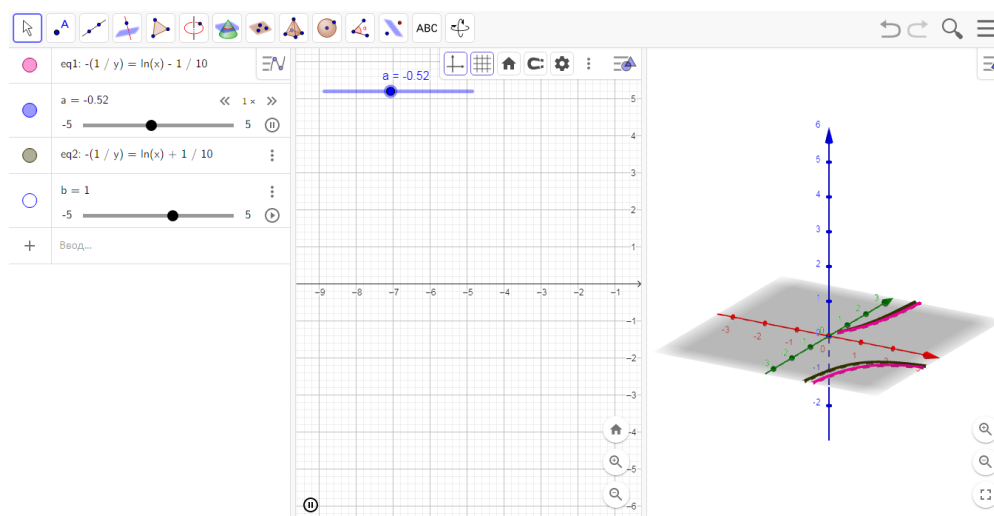 ABC
eq1: -(1 / y) = ln(x) - 1 / 10
a = -0.52
1 ×
-5
5
eq2: -(1 / y) = ln(x) + 1 / 10
b = 1
-5
5
Ввод...
a = -0.52
5
4
3
2
1
-9 -8 -7 -6 -5 -4 -3 -2 -1
-1
-2
-3
-4
-5
-6
6
5
4
3
2
1
0
-1
-2
-3 -2 -1 0 1 2 3
-3 -2 -1 0 1 2 3